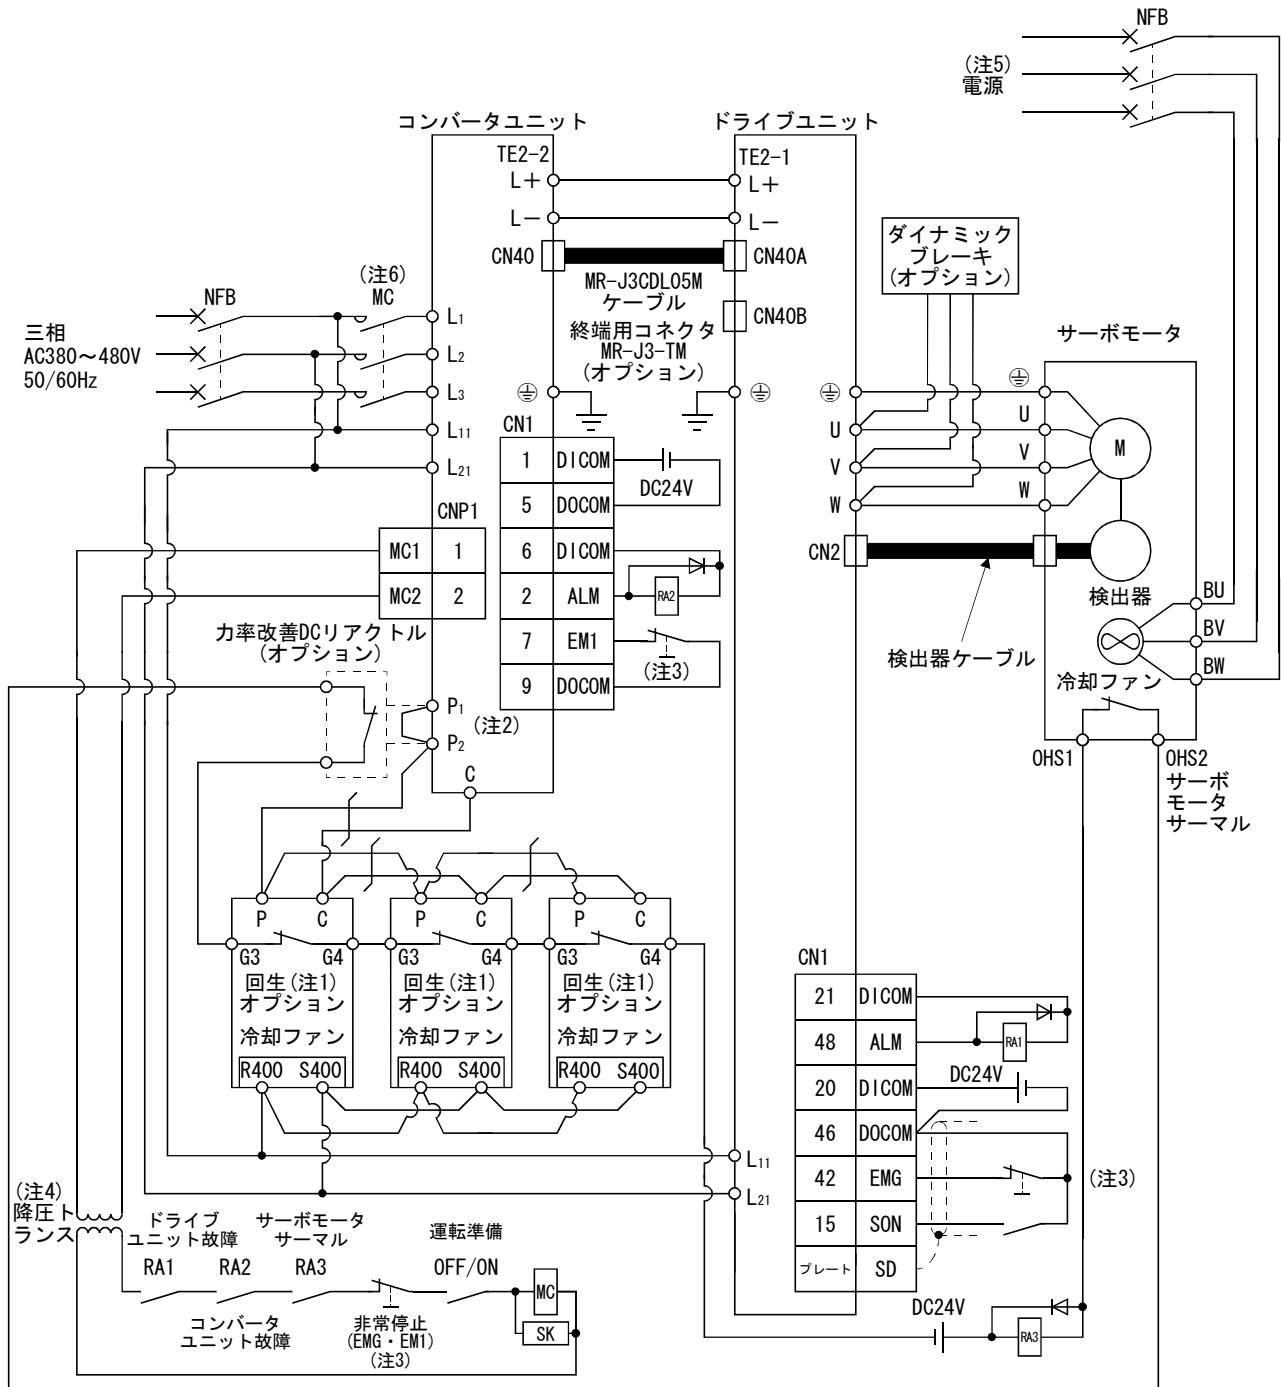 NFB
(注5)
電源
コンバータユニット
ドライブユニット
TE2-2
TE2-1
L+
L+
L-
L-
CN40
CN40A
MR-J3CDL05M
ケーブル
CN40B
終端用コネクタ
MR-J3-TM
(オプション)
ダイナミック
ブレーキ
(オプション)
サーボモータ
(注6)
MC
NFB
三相
AC380～480V
50/60Hz
L1
L2
L3
L11
L21
CN1
1 DICOM
5 DOCOM
6 DICOM
2 ALM
7 EM1
9 DOCOM
DC24V
RA2
(注3)
CNP1
MC1 1
MC2 2
U
V
W
U
V
W
M
CN2
検出器
検出器ケーブル
BU
BV
BW
冷却ファン
OHS1
OHS2
サーボ
モータ
サーマル
力率改善DCリアクトル
(オプション)
P1
P2
(注2)
C
P C
P C
P C
G3 G4
G3 G4
G3 G4
回生(注1)
オプション
回生(注1)
オプション
回生(注1)
オプション
冷却ファン
冷却ファン
冷却ファン
R400 S400
R400 S400
R400 S400
CN1
21 DICOM
48 ALM
20 DICOM
46 DOCOM
42 EMG
15 SON
プレート SD
RA1
DC24V
(注3)
L11
L21
(注4)
降圧ト
ランス
ドライブ
ユニット故障
サーボモータ
サーマル
運転準備
RA1
RA2
RA3
OFF/ON
MC
SK
コンバータ
ユニット故障
非常停止
(EMG・EM1)
(注3)
DC24V
RA3